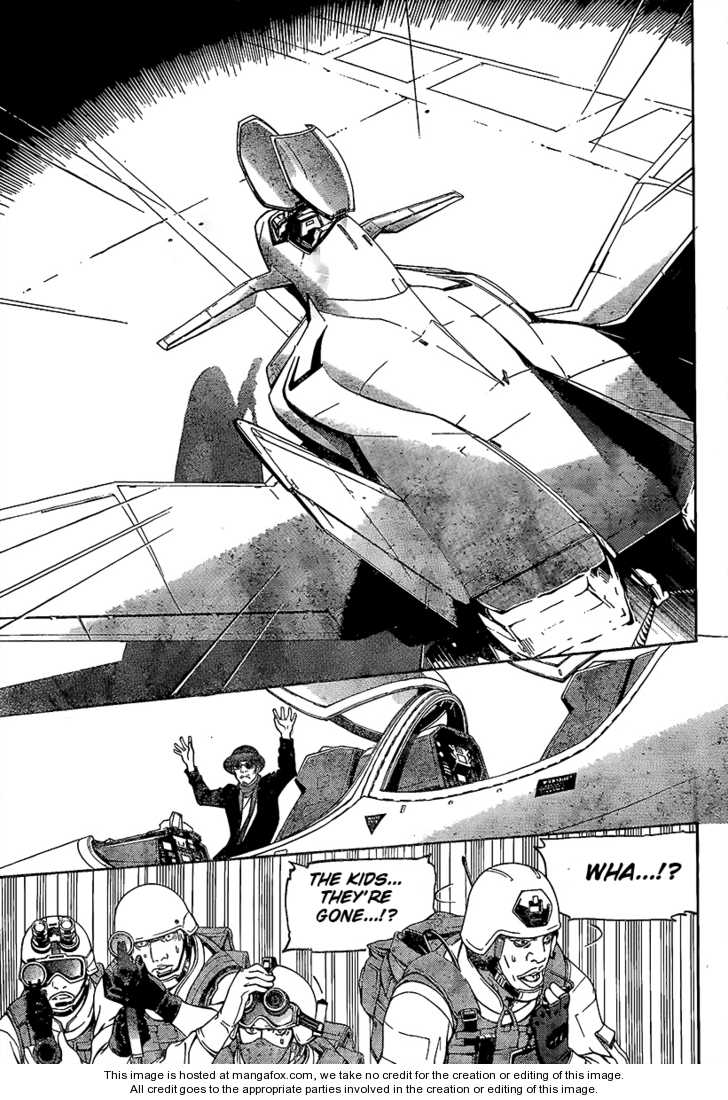 WHA...!?
THE KIDS...
THEY'RE
GONE...!?
This image is hosted at mangafox.com, we take no credit for the creation or editing of this image.
All credit goes to the appropriate parties involved in the creation or editing of this image.